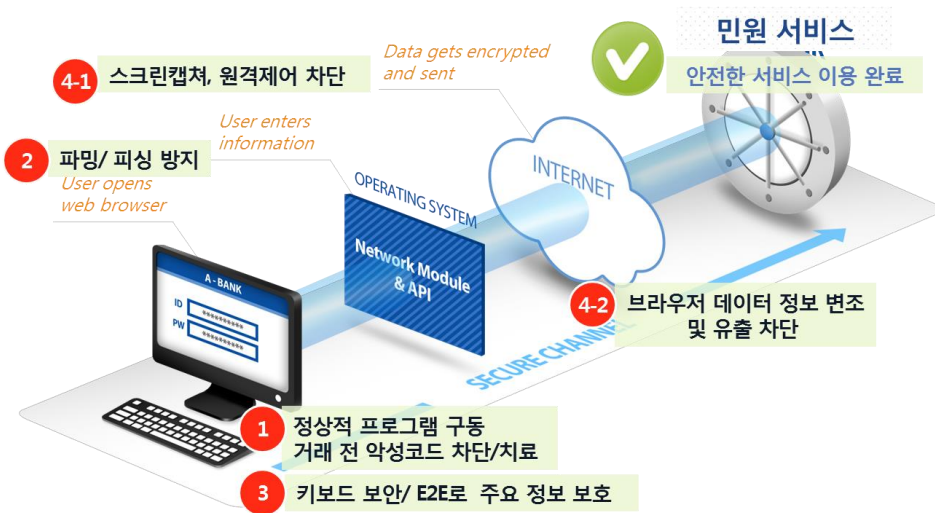 민원 서비스
안전한 서비스 이용 완료
Data gets encrypted
and sent
4-1 스크린캡쳐, 원격제어 차단
User enters
information
2 파밍/ 피싱 방지
User opens
web browser
OPERATING SYSTEM
Network Module
& API
INTERNET
A - BANK
ID **********
PW **********
4-2 브라우저 데이터 정보 변조
및 유출 차단
SECURE CHANNEL
1 정상적 프로그램 구동
거래 전 악성코드 차단/치료
3 키보드 보안/ E2E로 주요 정보 보호